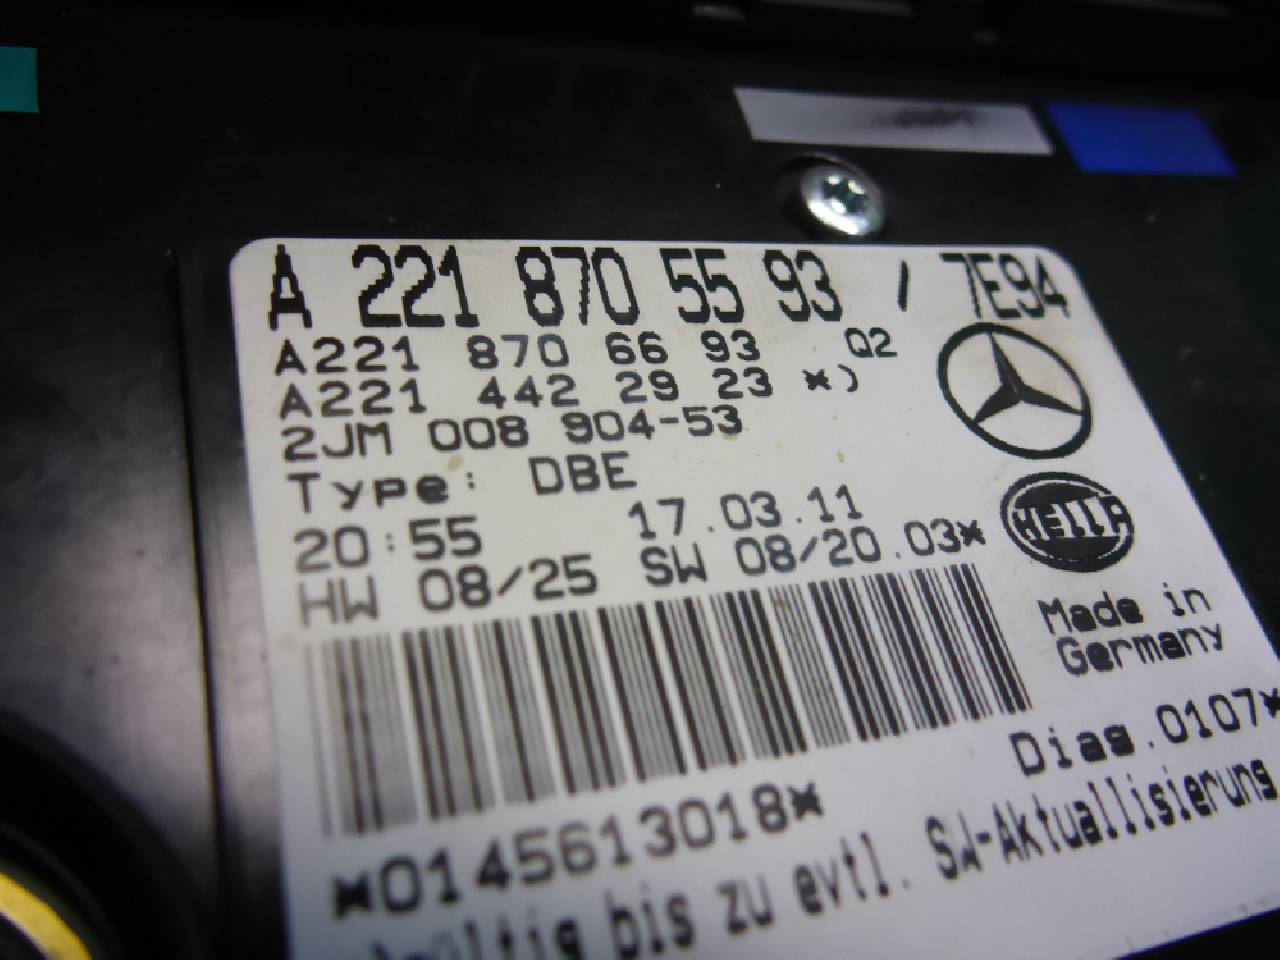 A 221 870 55 93 / 7E94
A221 870 66 93 Q2
A221 442 29 23 *)
2JM 008 904-53
Type: DBE
20:55 17.03.11
HW 08/25 SW 08/20.03*
HELLA
Made in
Germany
Diag.0107*
*0145613018*
bis zu evtl. SW-Aktuallisierung